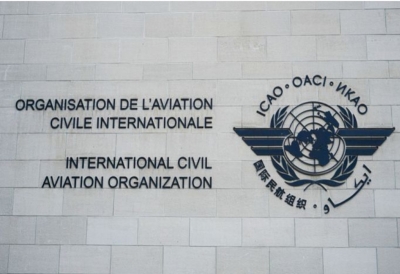 ORGANISATION DE L'AVIATION
CIVILE INTERNATIONALE
INTERNATIONAL CIVIL
AVIATION ORGANIZATION
ICAO • OACI • ИКАО
国际民航组织
ايكاو